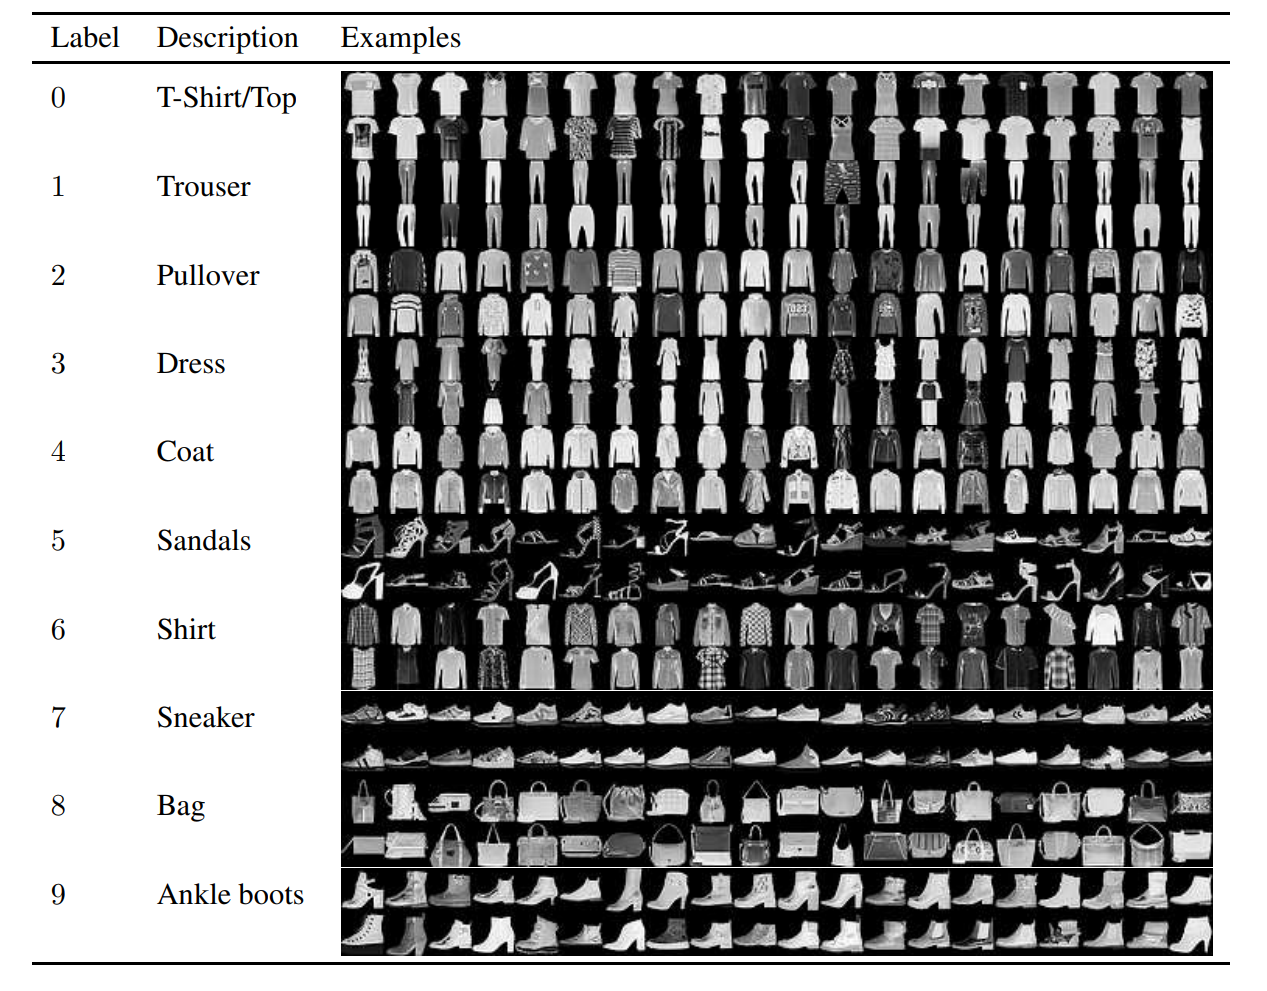 Label Description Examples
0 T-Shirt/Top
1 Trouser
2 Pullover
3 Dress
4 Coat
5 Sandals
6 Shirt
7 Sneaker
8 Bag
9 Ankle boots